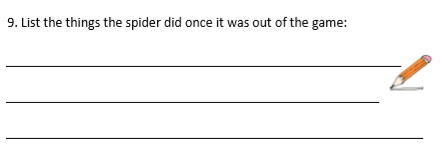 9. List the things the spider did once it was out of the game: